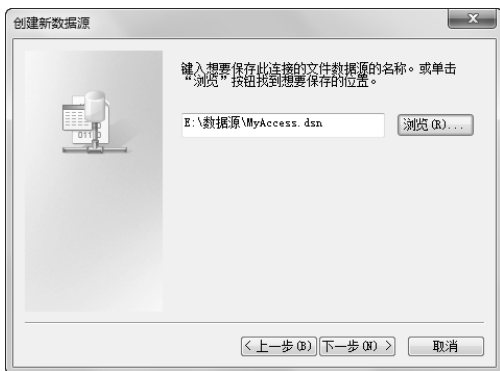 创建新数据源
键入想要保存此连接的文件数据源的名称。或单击
“浏览”按钮找到想要保存的位置。
E:\数据源\MyAccess.dsn
浏览(R)...
<上一步(B)
下一步(N) >
取消